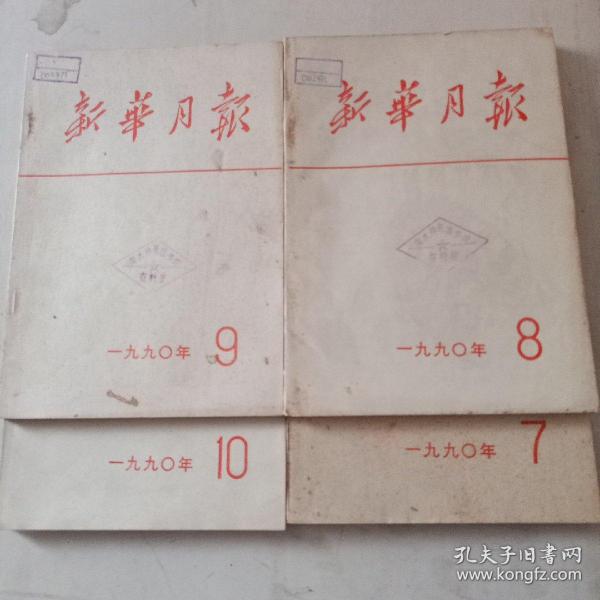 新華月報
一九九〇年 9
新華月報
一九九〇年 8
一九九〇年 10
一九九〇年 7
孔夫子旧书网
www.kongfz.com